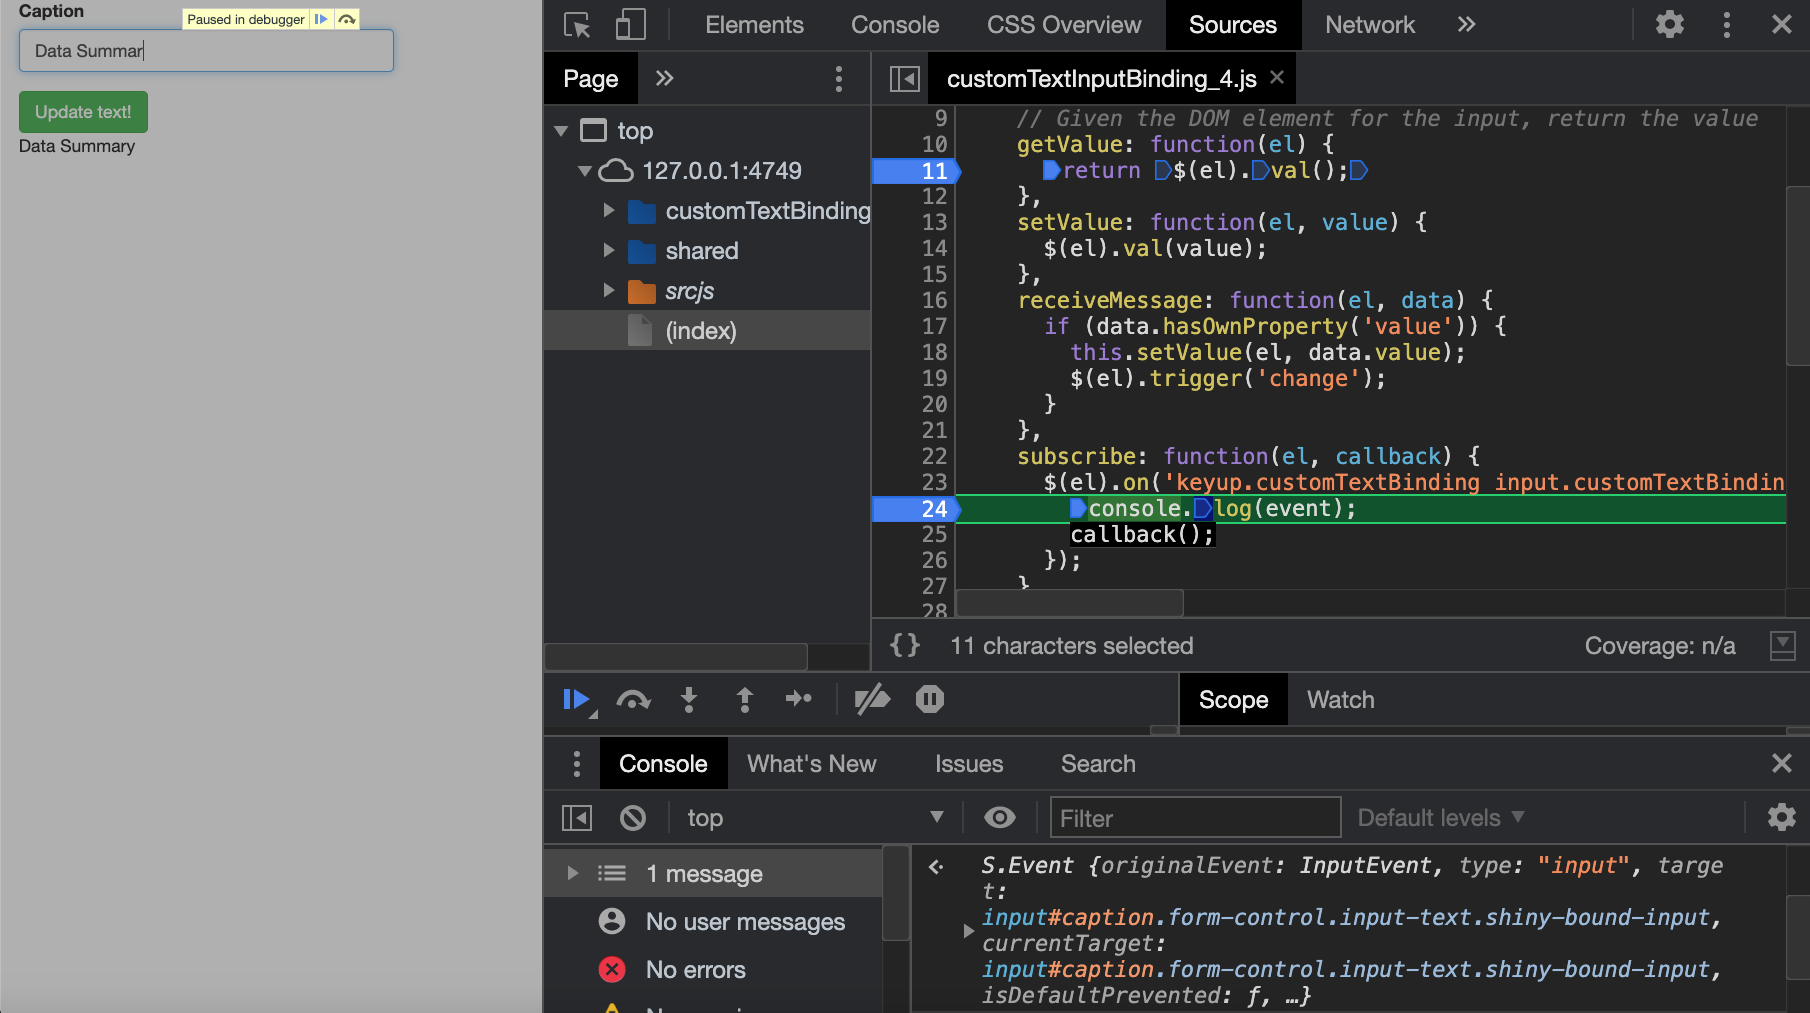 Caption
Paused in debugger
Data Summar
Update text!
Data Summary
Elements Console CSS Overview Sources Network
Page
customTextInputBinding_4.js
top
127.0.0.1:4749
customTextBinding
shared
srcjs
(index)
9 // Given the DOM element for the input, return the value
10 getValue: function(el) {
11 return $(el).val();
12 },
13 setValue: function(el, value) {
14 $(el).val(value);
15 },
16 receiveMessage: function(el, data) {
17 if (data.hasOwnProperty('value')) {
18 this.setValue(el, data.value);
19 $(el).trigger('change');
20 }
21 },
22 subscribe: function(el, callback) {
23 $(el).on('keyup.customTextBinding input.customTextBindin
24 console.log(event);
25 callback();
26 });
27 }
28
{} 11 characters selected
Coverage: n/a
Scope Watch
Console What's New Issues Search
top
Filter
Default levels
1 message
No user messages
No errors
S.Event {originalEvent: InputEvent, type: "input", targe
t:
input#caption.form-control.input-text.shiny-bound-input,
currentTarget:
input#caption.form-control.input-text.shiny-bound-input,
isDefaultPrevented: ƒ, …}